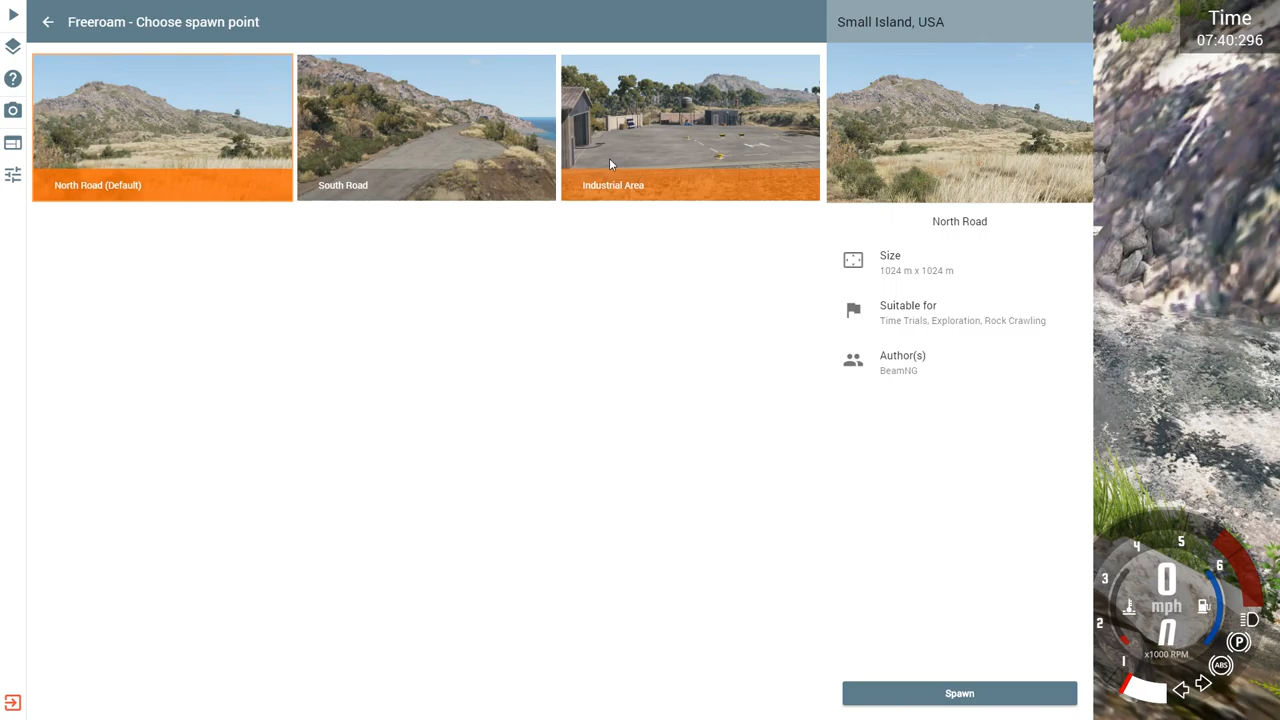 Freeroam - Choose spawn point
North Road (Default)
South Road
Industrial Area
Small Island, USA
North Road
Size
1024 m x 1024 m
Suitable for
Time Trials, Exploration, Rock Crawling
Author(s)
BeamNG
Spawn
Time
07:40:296
1
2
3
4
5
6
0
mph
0
x1000 RPM
P
ABS